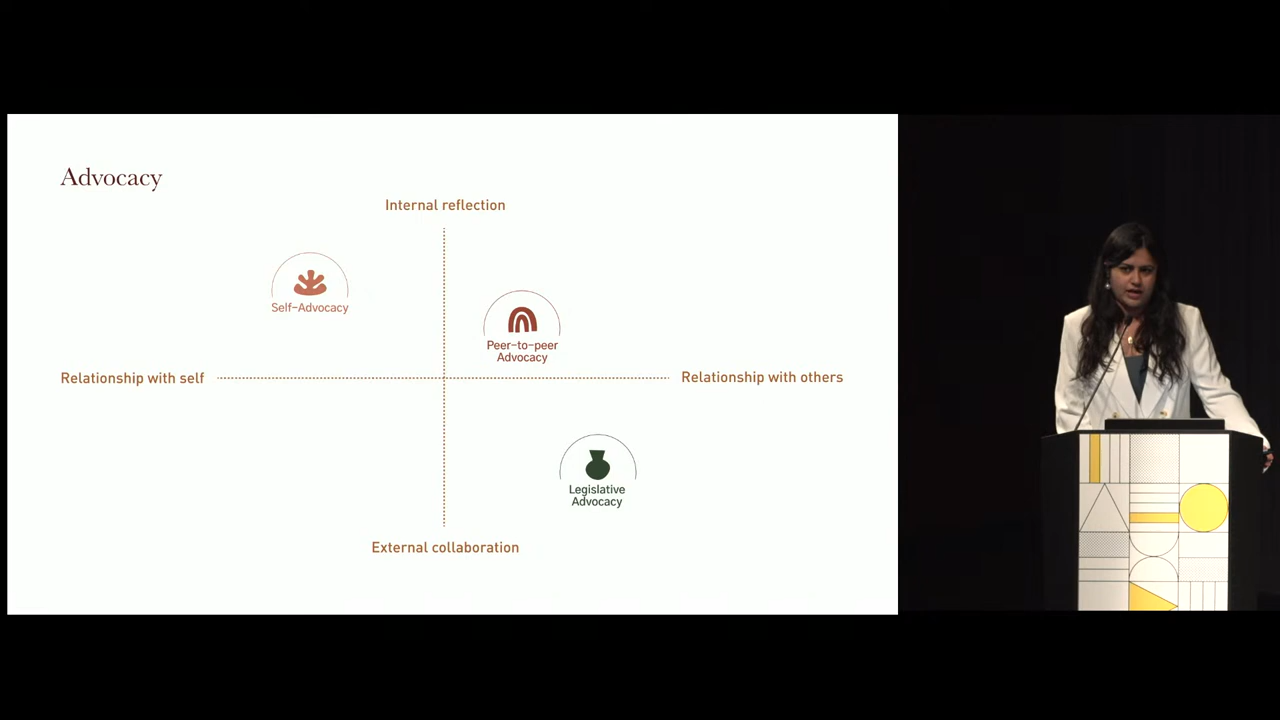 Advocacy
Internal reflection
Self-Advocacy
Peer-to-peer
Advocacy
Relationship with self
Relationship with others
Legislative
Advocacy
External collaboration